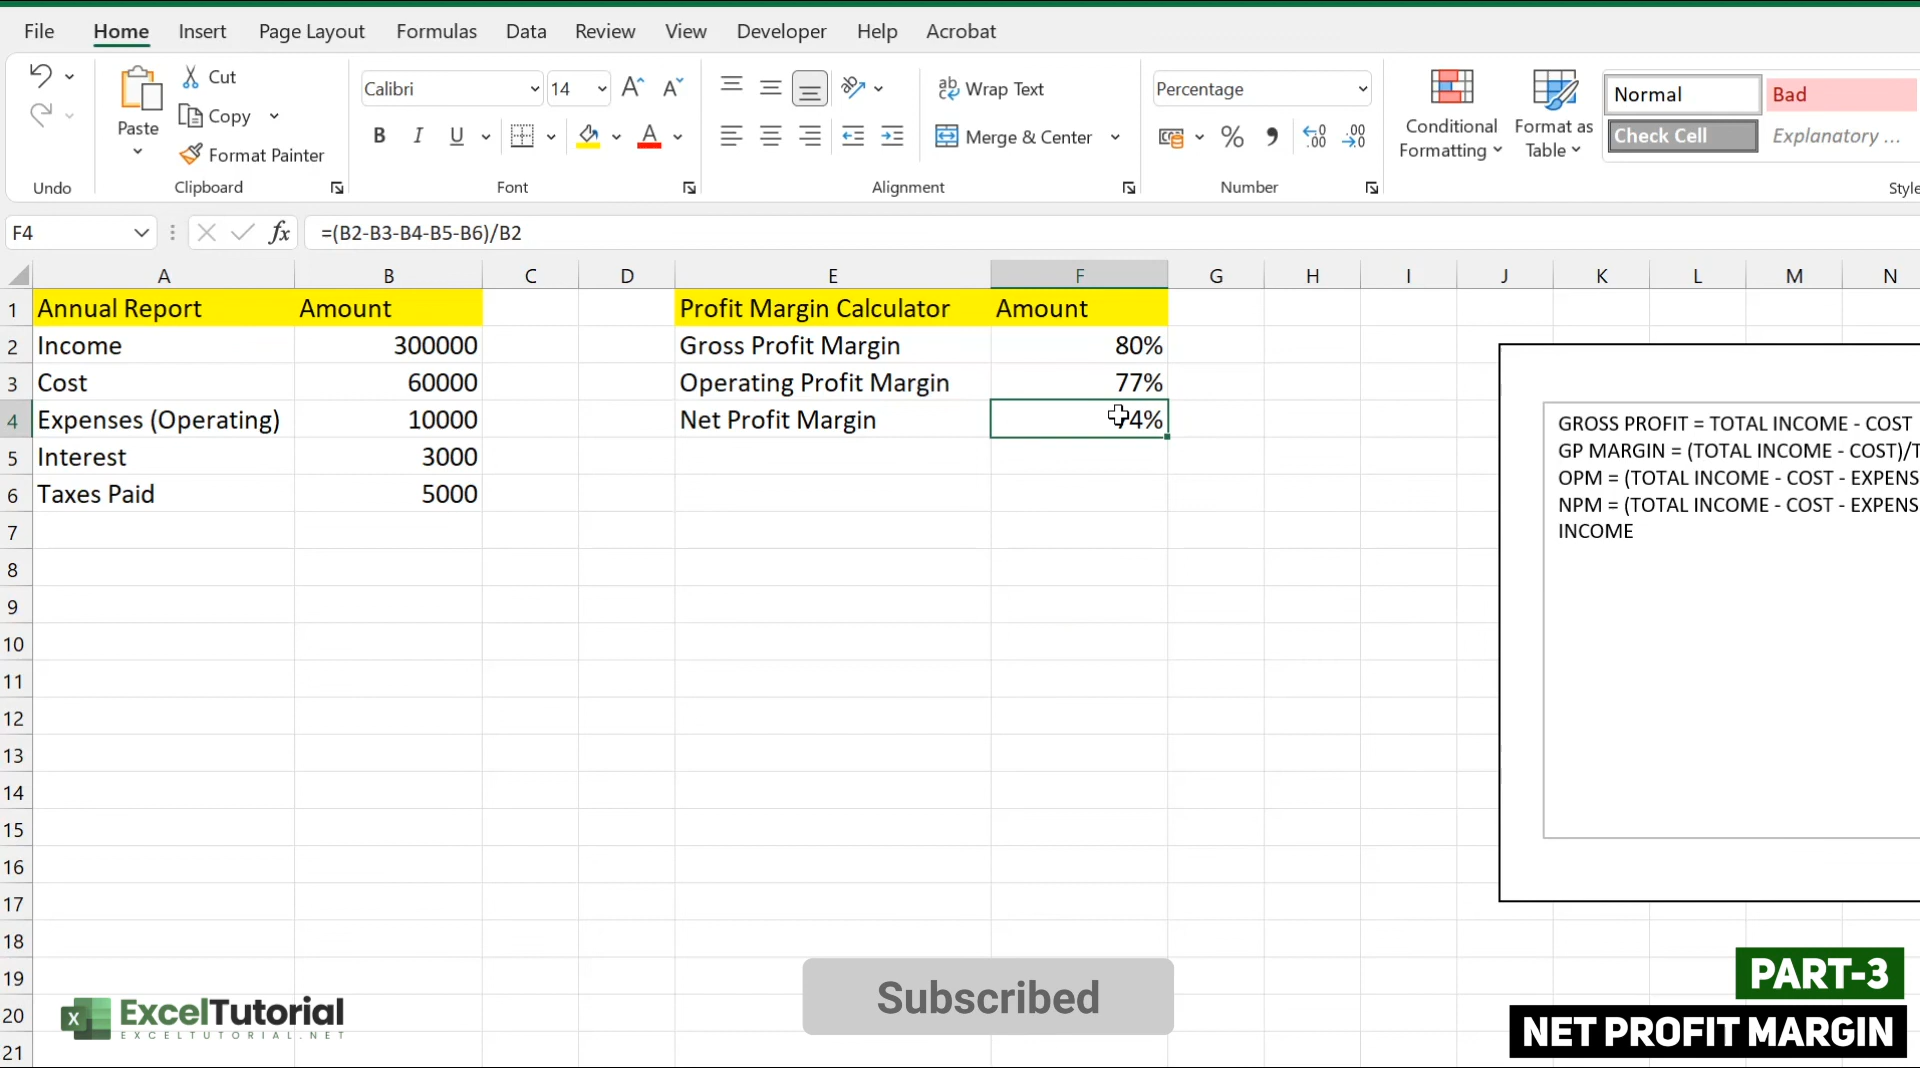 File Home Insert Page Layout Formulas Data Review View Developer Help Acrobat
Undo
Paste
Cut
Copy
Format Painter
Clipboard
Calibri 14
B I U A
Font
Wrap Text
Merge & Center
Alignment
Percentage
% , .00 .00
Number
Conditional Formatting
Format as Table
Normal Bad
Check Cell Explanatory ...
Style
F4 fx =(B2-B3-B4-B5-B6)/B2
A B C D E F G H I J K L M N
1 Annual Report Amount Profit Margin Calculator Amount
2 Income 300000 Gross Profit Margin 80%
3 Cost 60000 Operating Profit Margin 77%
4 Expenses (Operating) 10000 Net Profit Margin 4%
5 Interest 3000
6 Taxes Paid 5000
7
8
9
10
11
12
13
14
15
16
17
18
19
20
21
GROSS PROFIT = TOTAL INCOME - COST
GP MARGIN = (TOTAL INCOME - COST)/T
OPM = (TOTAL INCOME - COST - EXPENS
NPM = (TOTAL INCOME - COST - EXPENS
INCOME
ExcelTutorial
EXCELTUTORIAL.NET
Subscribed
PART-3
NET PROFIT MARGIN